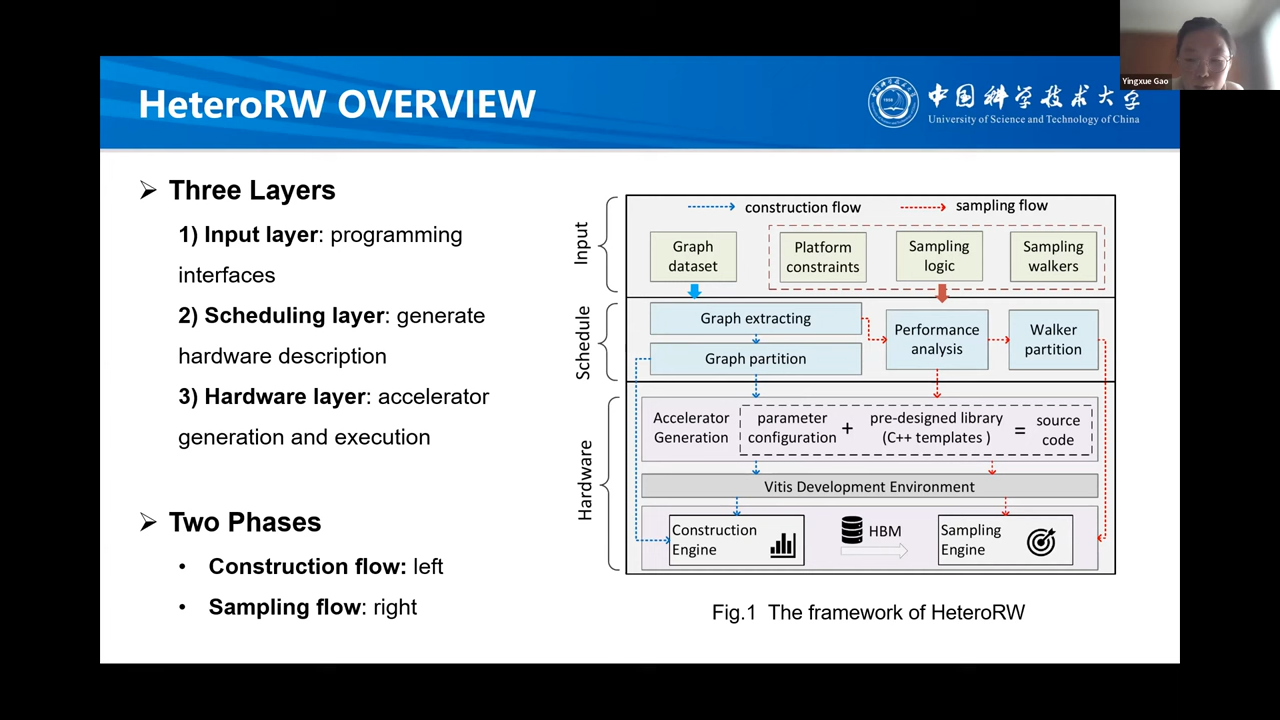 Yingxue Gao
HeteroRW OVERVIEW
中国科学技术大学
University of Science and Technology of China
1958
➢ Three Layers
1) Input layer: programming
interfaces
2) Scheduling layer: generate
hardware description
3) Hardware layer: accelerator
generation and execution
➢ Two Phases
• Construction flow: left
• Sampling flow: right
Input
construction flow
sampling flow
Graph
dataset
Platform
constraints
Sampling
logic
Sampling
walkers
Schedule
Graph extracting
Graph partition
Performance
analysis
Walker
partition
Hardware
Accelerator
Generation
parameter
configuration
+
pre-designed library
(C++ templates )
=
source
code
Vitis Development Environment
Construction
Engine
HBM
Sampling
Engine
Fig.1 The framework of HeteroRW